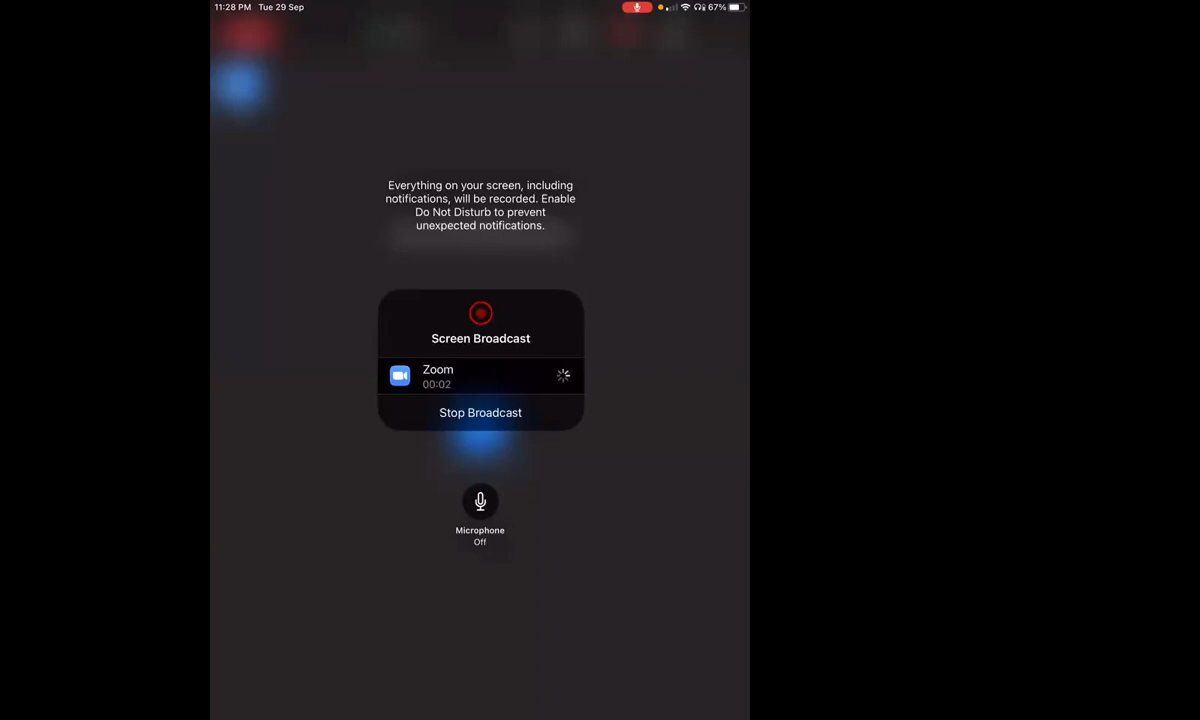 11:28 PM Tue 29 Sep 67%
Everything on your screen, including
notifications, will be recorded. Enable
Do Not Disturb to prevent
unexpected notifications.
Screen Broadcast
Zoom
00:02
Stop Broadcast
Microphone
Off